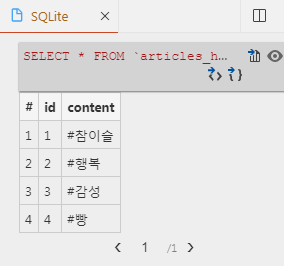 SQLite
SELECT * FROM `articles_h...
# id content
1 1 #참이슬
2 2 #행복
3 3 #감성
4 4 #빵
1 /1